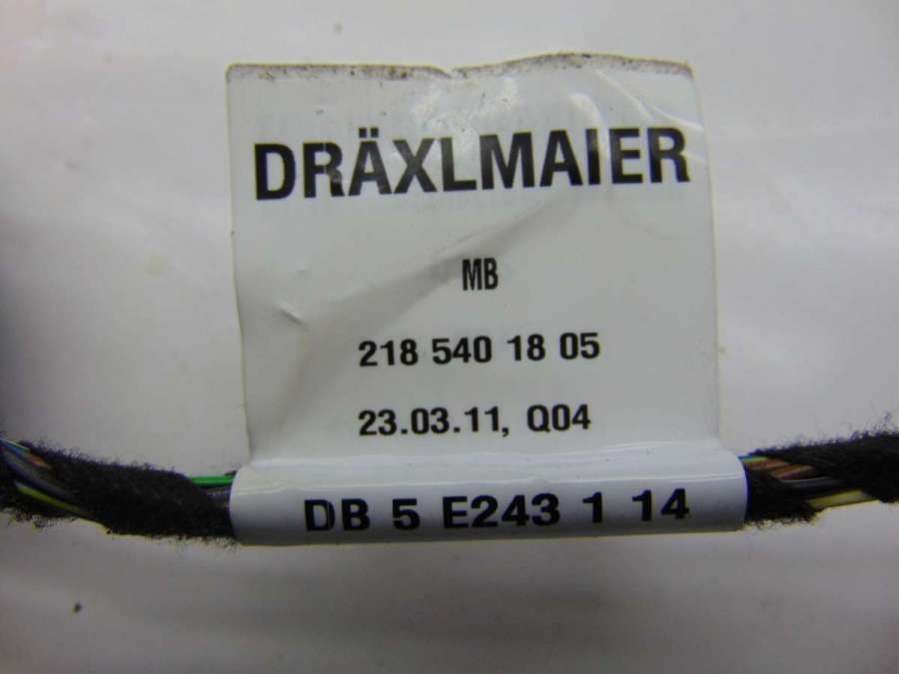 DRÄXLMAIER
MB
218 540 18 05
23.03.11, Q04
DB 5 E243 1 14